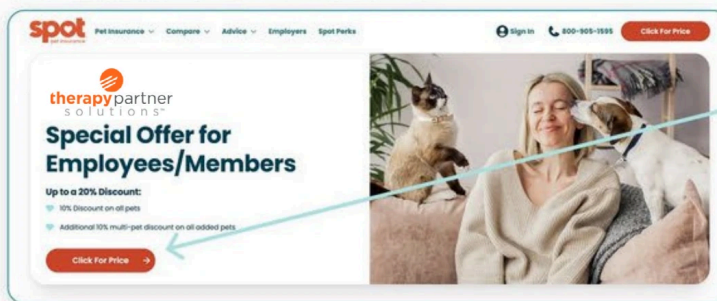 spot
pet insurance
Pet Insurance Compare Advice Employers Spot Perks
Sign In 800-905-1595 Click For Price
therapypartner
solutions℠
Special Offer for
Employees/Members
Up to a 20% Discount:
10% Discount on all pets
Additional 10% multi-pet discount on all added pets
Click For Price →